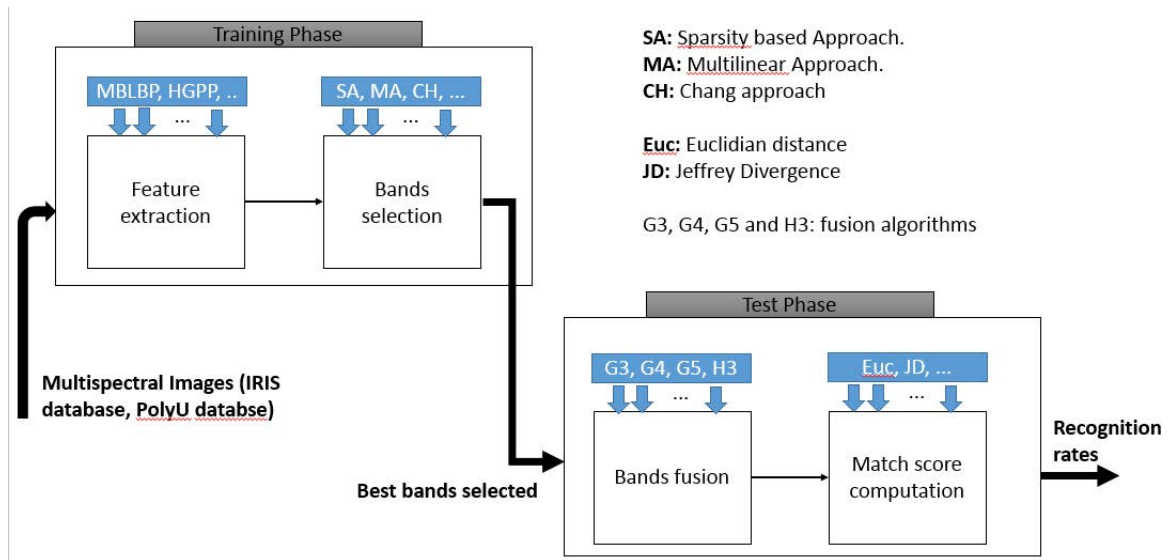 Training Phase
MBLBP, HGPP, ..
...
SA, MA, CH, ...
...
Feature
extraction
Bands
selection
SA: Sparsity based Approach.
MA: Multilinear Approach.
CH: Chang approach
Euc: Euclidian distance
JD: Jeffrey Divergence
G3, G4, G5 and H3: fusion algorithms
Multispectral Images (IRIS
database, PolyU databse)
Best bands selected
Test Phase
G3, G4, G5, H3
...
Euc, JD, ...
...
Bands fusion
Match score
computation
Recognition
rates